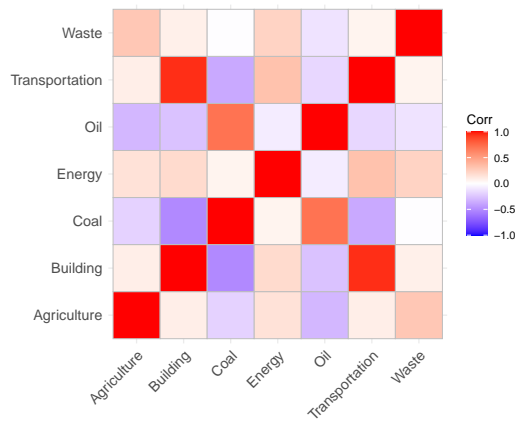 Waste
Transportation
Oil
Energy
Coal
Building
Agriculture
Agriculture
Building
Coal
Energy
Oil
Transportation
Waste
Corr
1.0
0.5
0.0
−0.5
−1.0